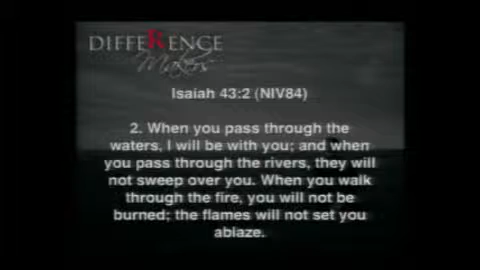 DIFFERENCE
Makers
Isaiah 43:2 (NIV84)
2. When you pass through the
waters, I will be with you; and when
you pass through the rivers, they will
not sweep over you. When you walk
through the fire, you will not be
burned; the flames will not set you
ablaze.